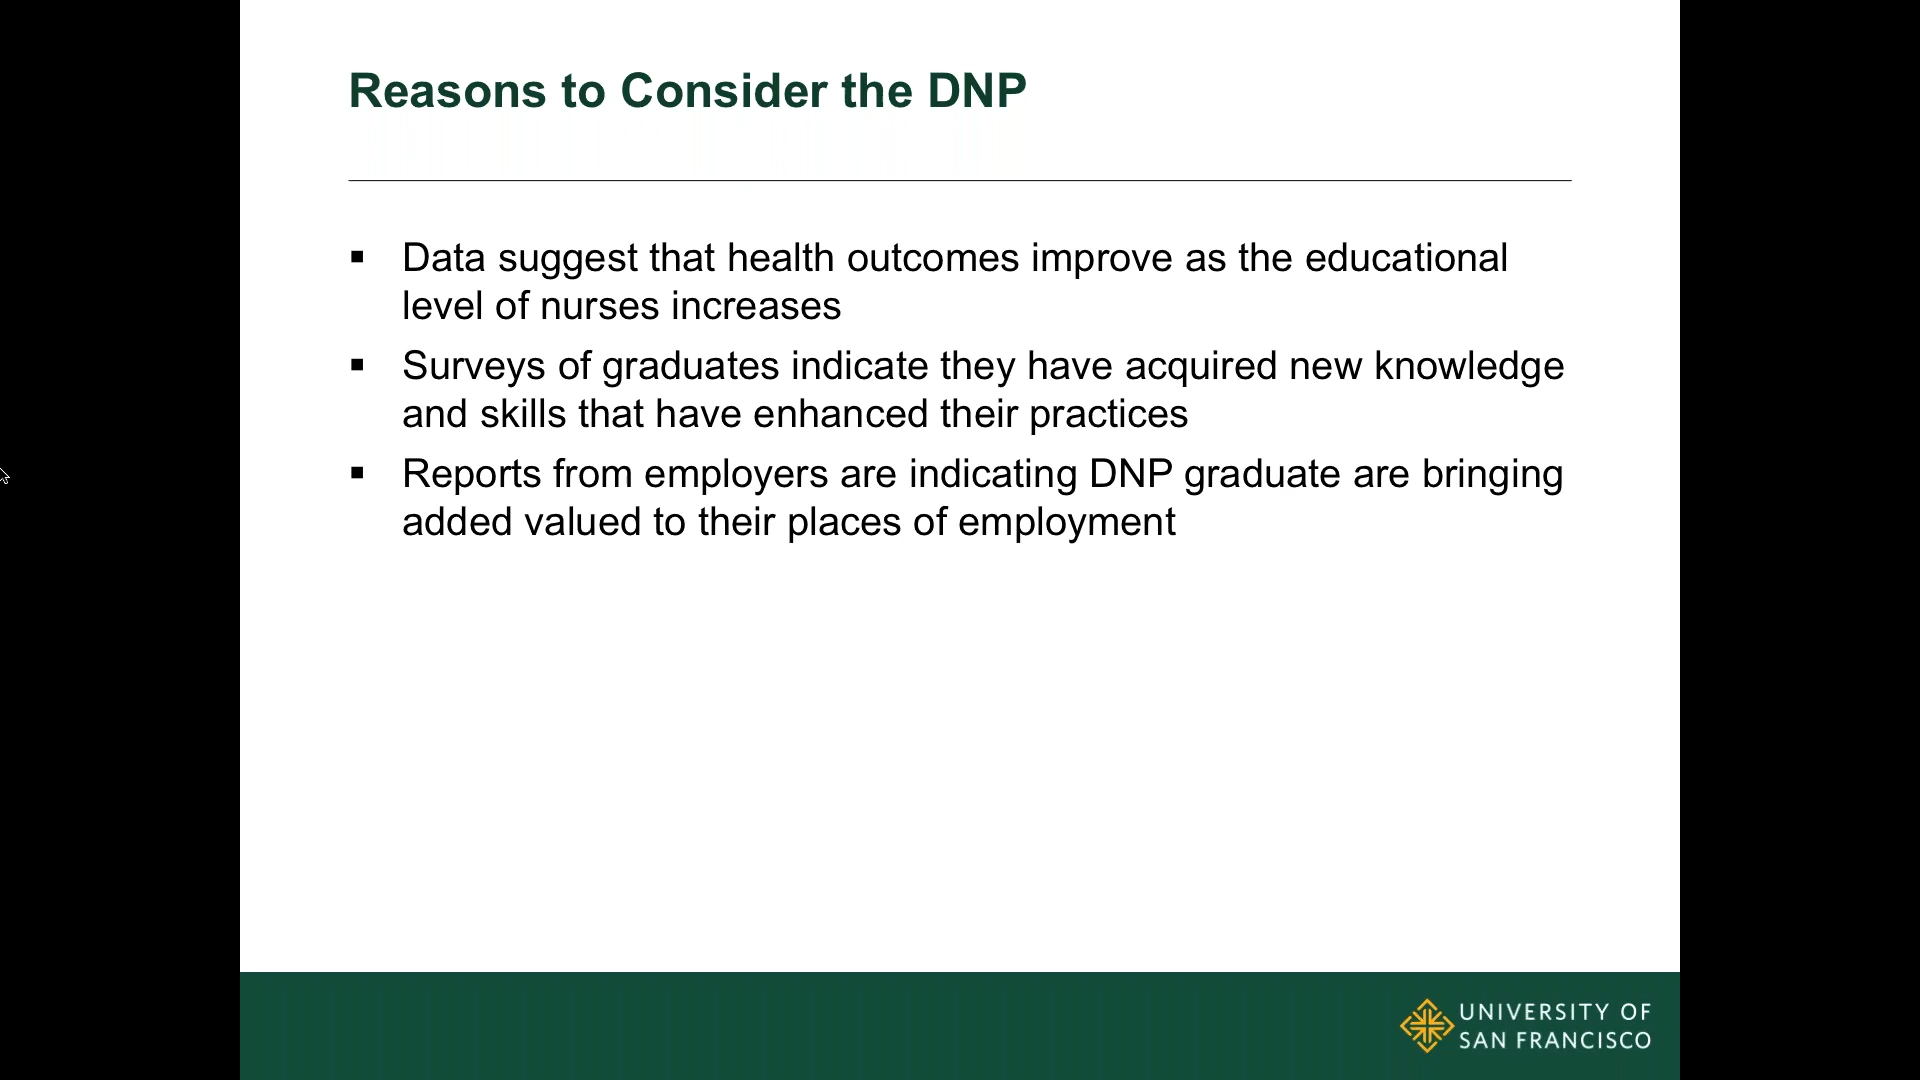 Reasons to Consider the DNP
▪ Data suggest that health outcomes improve as the educational
level of nurses increases
▪ Surveys of graduates indicate they have acquired new knowledge
and skills that have enhanced their practices
▪ Reports from employers are indicating DNP graduate are bringing
added valued to their places of employment
UNIVERSITY OF
SAN FRANCISCO